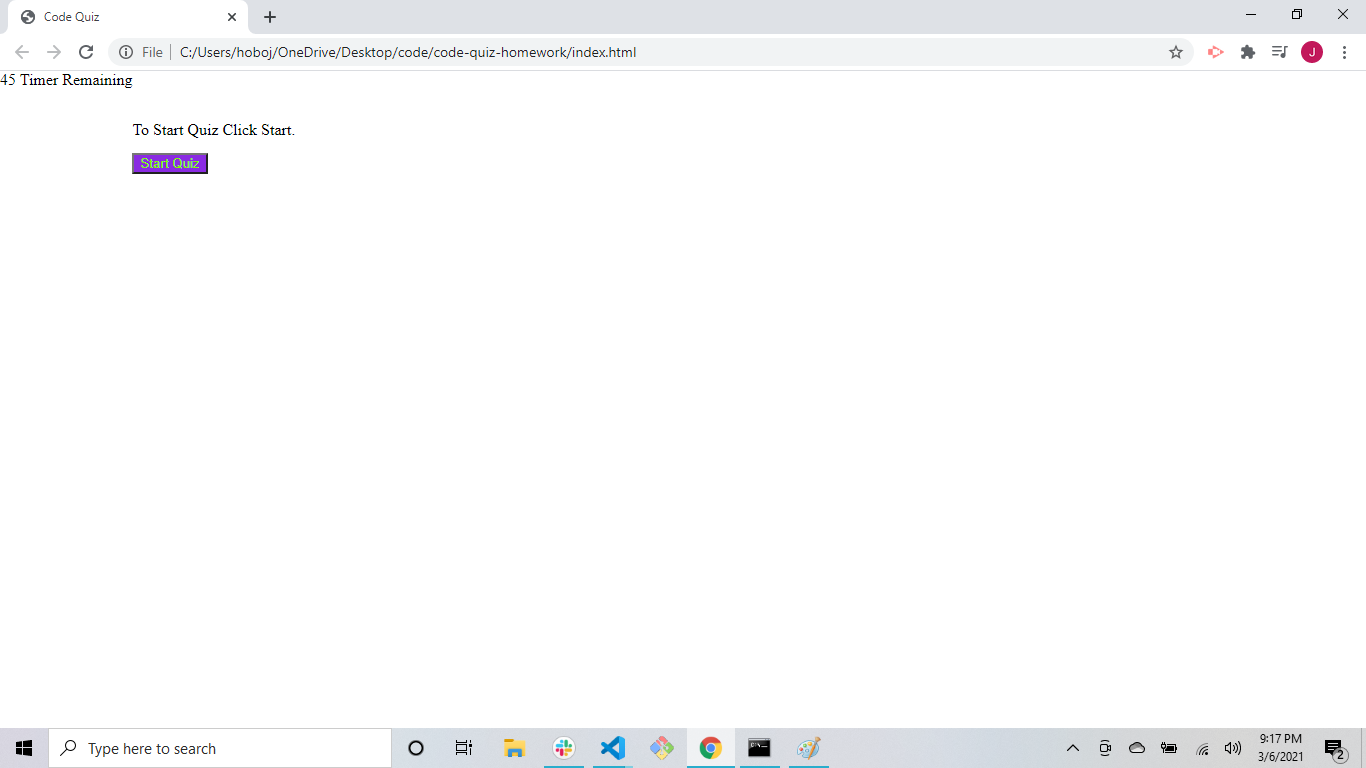 Code Quiz
File C:/Users/hoboj/OneDrive/Desktop/code/code-quiz-homework/index.html
J
45 Timer Remaining
To Start Quiz Click Start.
Start Quiz
Type here to search
9:17 PM
3/6/2021
2